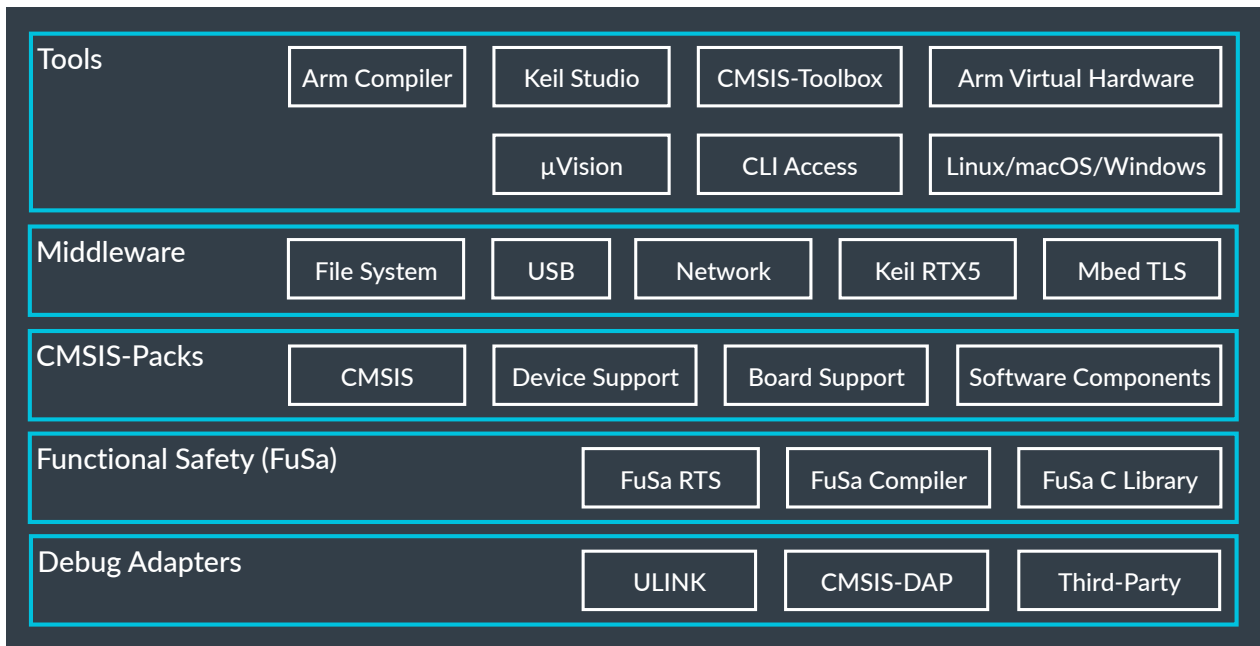 Tools
Arm Compiler
Keil Studio
CMSIS-Toolbox
Arm Virtual Hardware
µVision
CLI Access
Linux/macOS/Windows
Middleware
File System
USB
Network
Keil RTX5
Mbed TLS
CMSIS-Packs
CMSIS
Device Support
Board Support
Software Components
Functional Safety (FuSa)
FuSa RTS
FuSa Compiler
FuSa C Library
Debug Adapters
ULINK
CMSIS-DAP
Third-Party